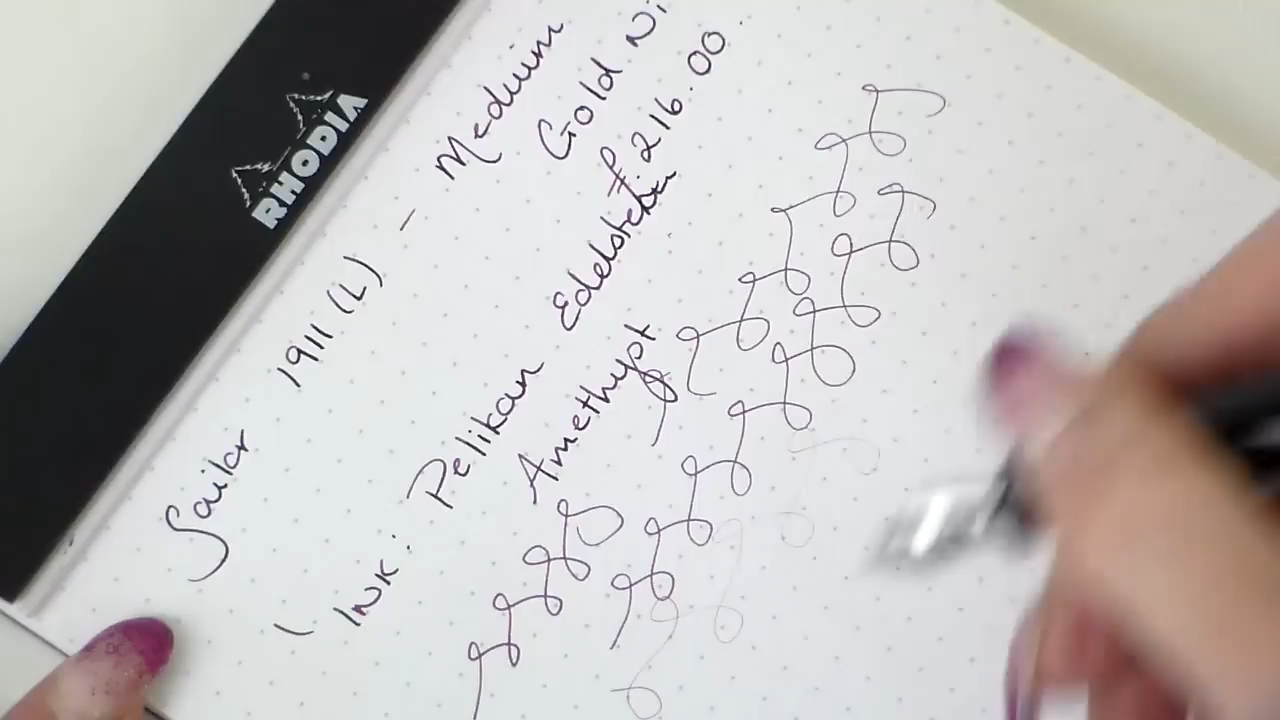 RHODIA
Sailor 1911 (L) - Medium
Gold Ni
£216.00.
Ink: Pelikan Edelstein
Amethyst